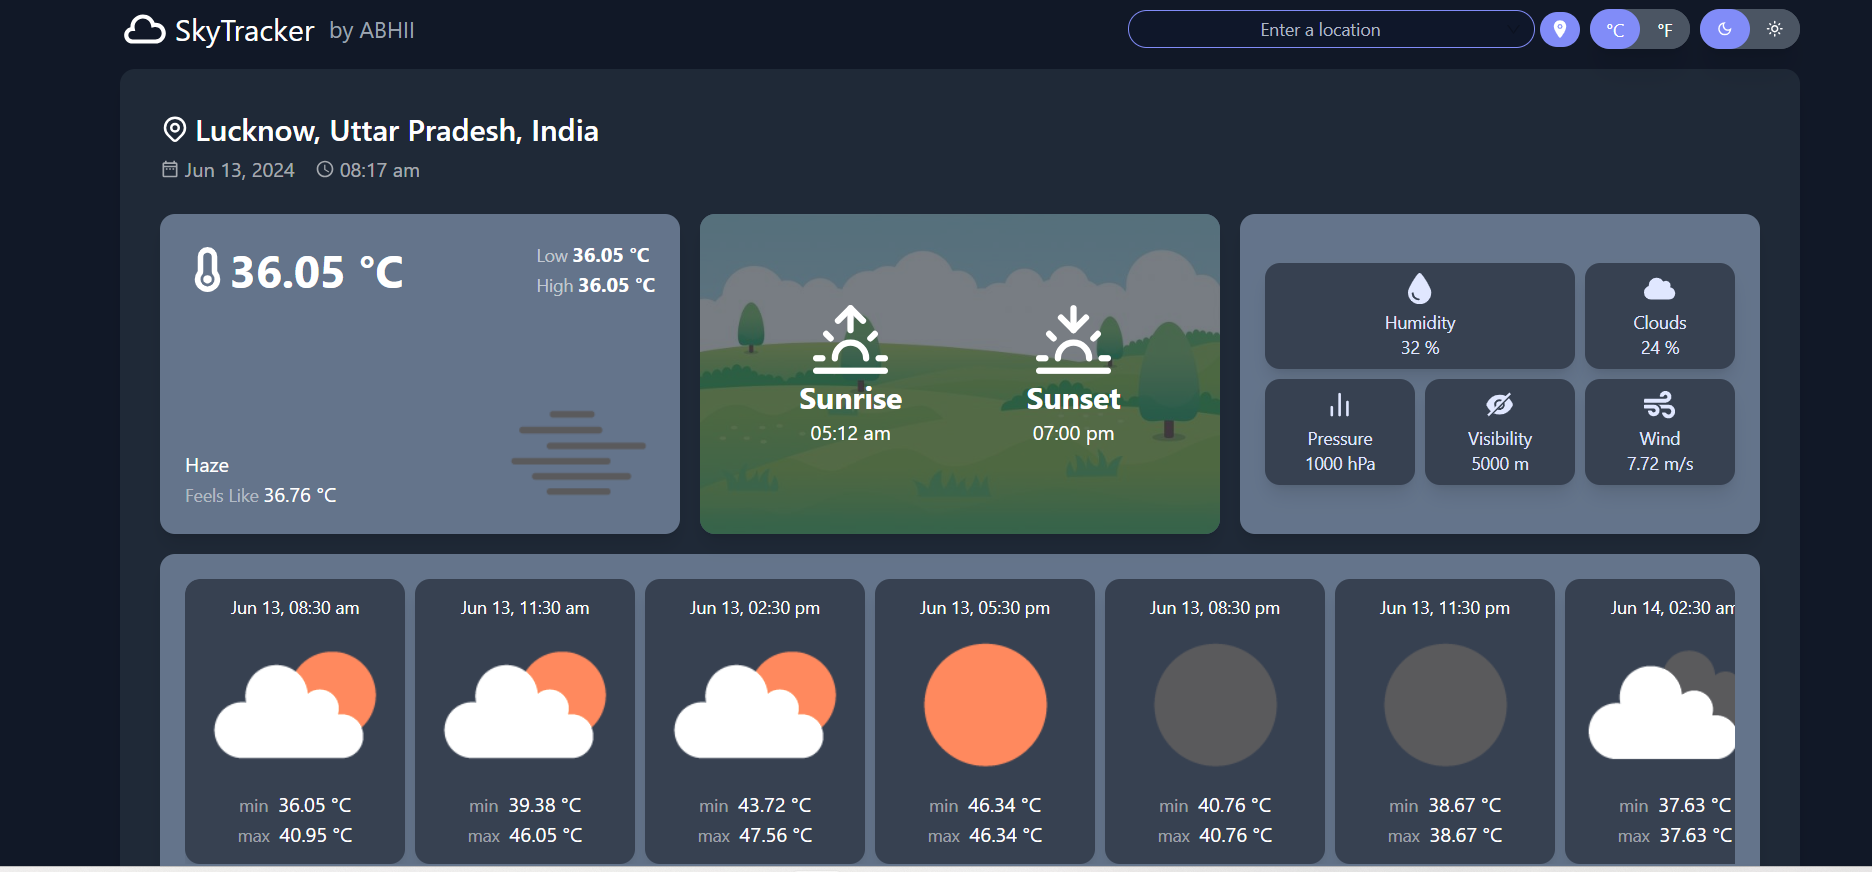 SkyTracker by ABHII
Enter a location
°C
°F
Lucknow, Uttar Pradesh, India
Jun 13, 2024 08:17 am
36.05 °C
Low 36.05 °C
High 36.05 °C
Haze
Feels Like 36.76 °C
Sunrise
05:12 am
Sunset
07:00 pm
Humidity
32 %
Clouds
24 %
Pressure
1000 hPa
Visibility
5000 m
Wind
7.72 m/s
Jun 13, 08:30 am
min 36.05 °C
max 40.95 °C
Jun 13, 11:30 am
min 39.38 °C
max 46.05 °C
Jun 13, 02:30 pm
min 43.72 °C
max 47.56 °C
Jun 13, 05:30 pm
min 46.34 °C
max 46.34 °C
Jun 13, 08:30 pm
min 40.76 °C
max 40.76 °C
Jun 13, 11:30 pm
min 38.67 °C
max 38.67 °C
Jun 14, 02:30 am
min 37.63 °C
max 37.63 °C